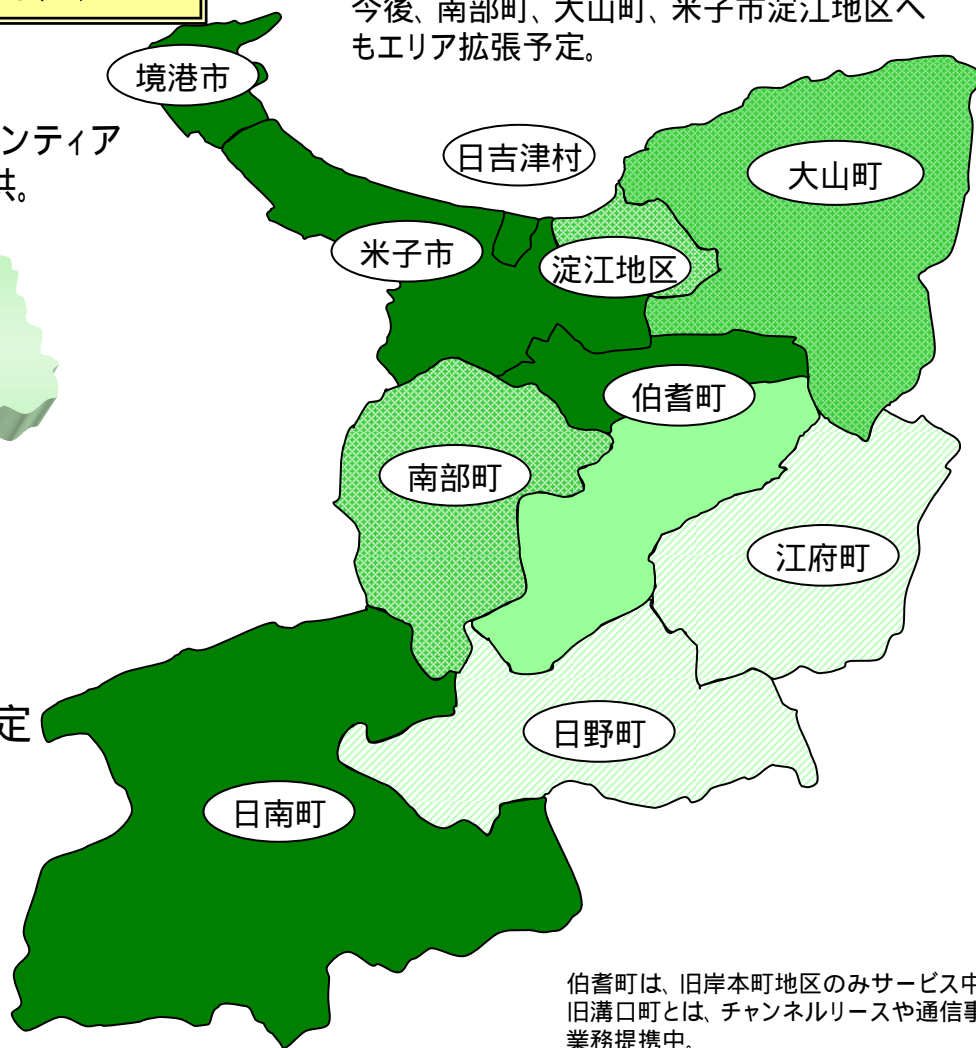 今後、南部町、大山町、米子市淀江地区へ
もエリア拡張予定。
境港市
ンティア
供。
日吉津村
大山町
米子市
淀江地区
伯耆町
南部町
江府町
定
日野町
日南町
伯耆町は、旧岸本町地区のみサービス中
旧溝口町とは、チャンネルリースや通信事
業務提携中。